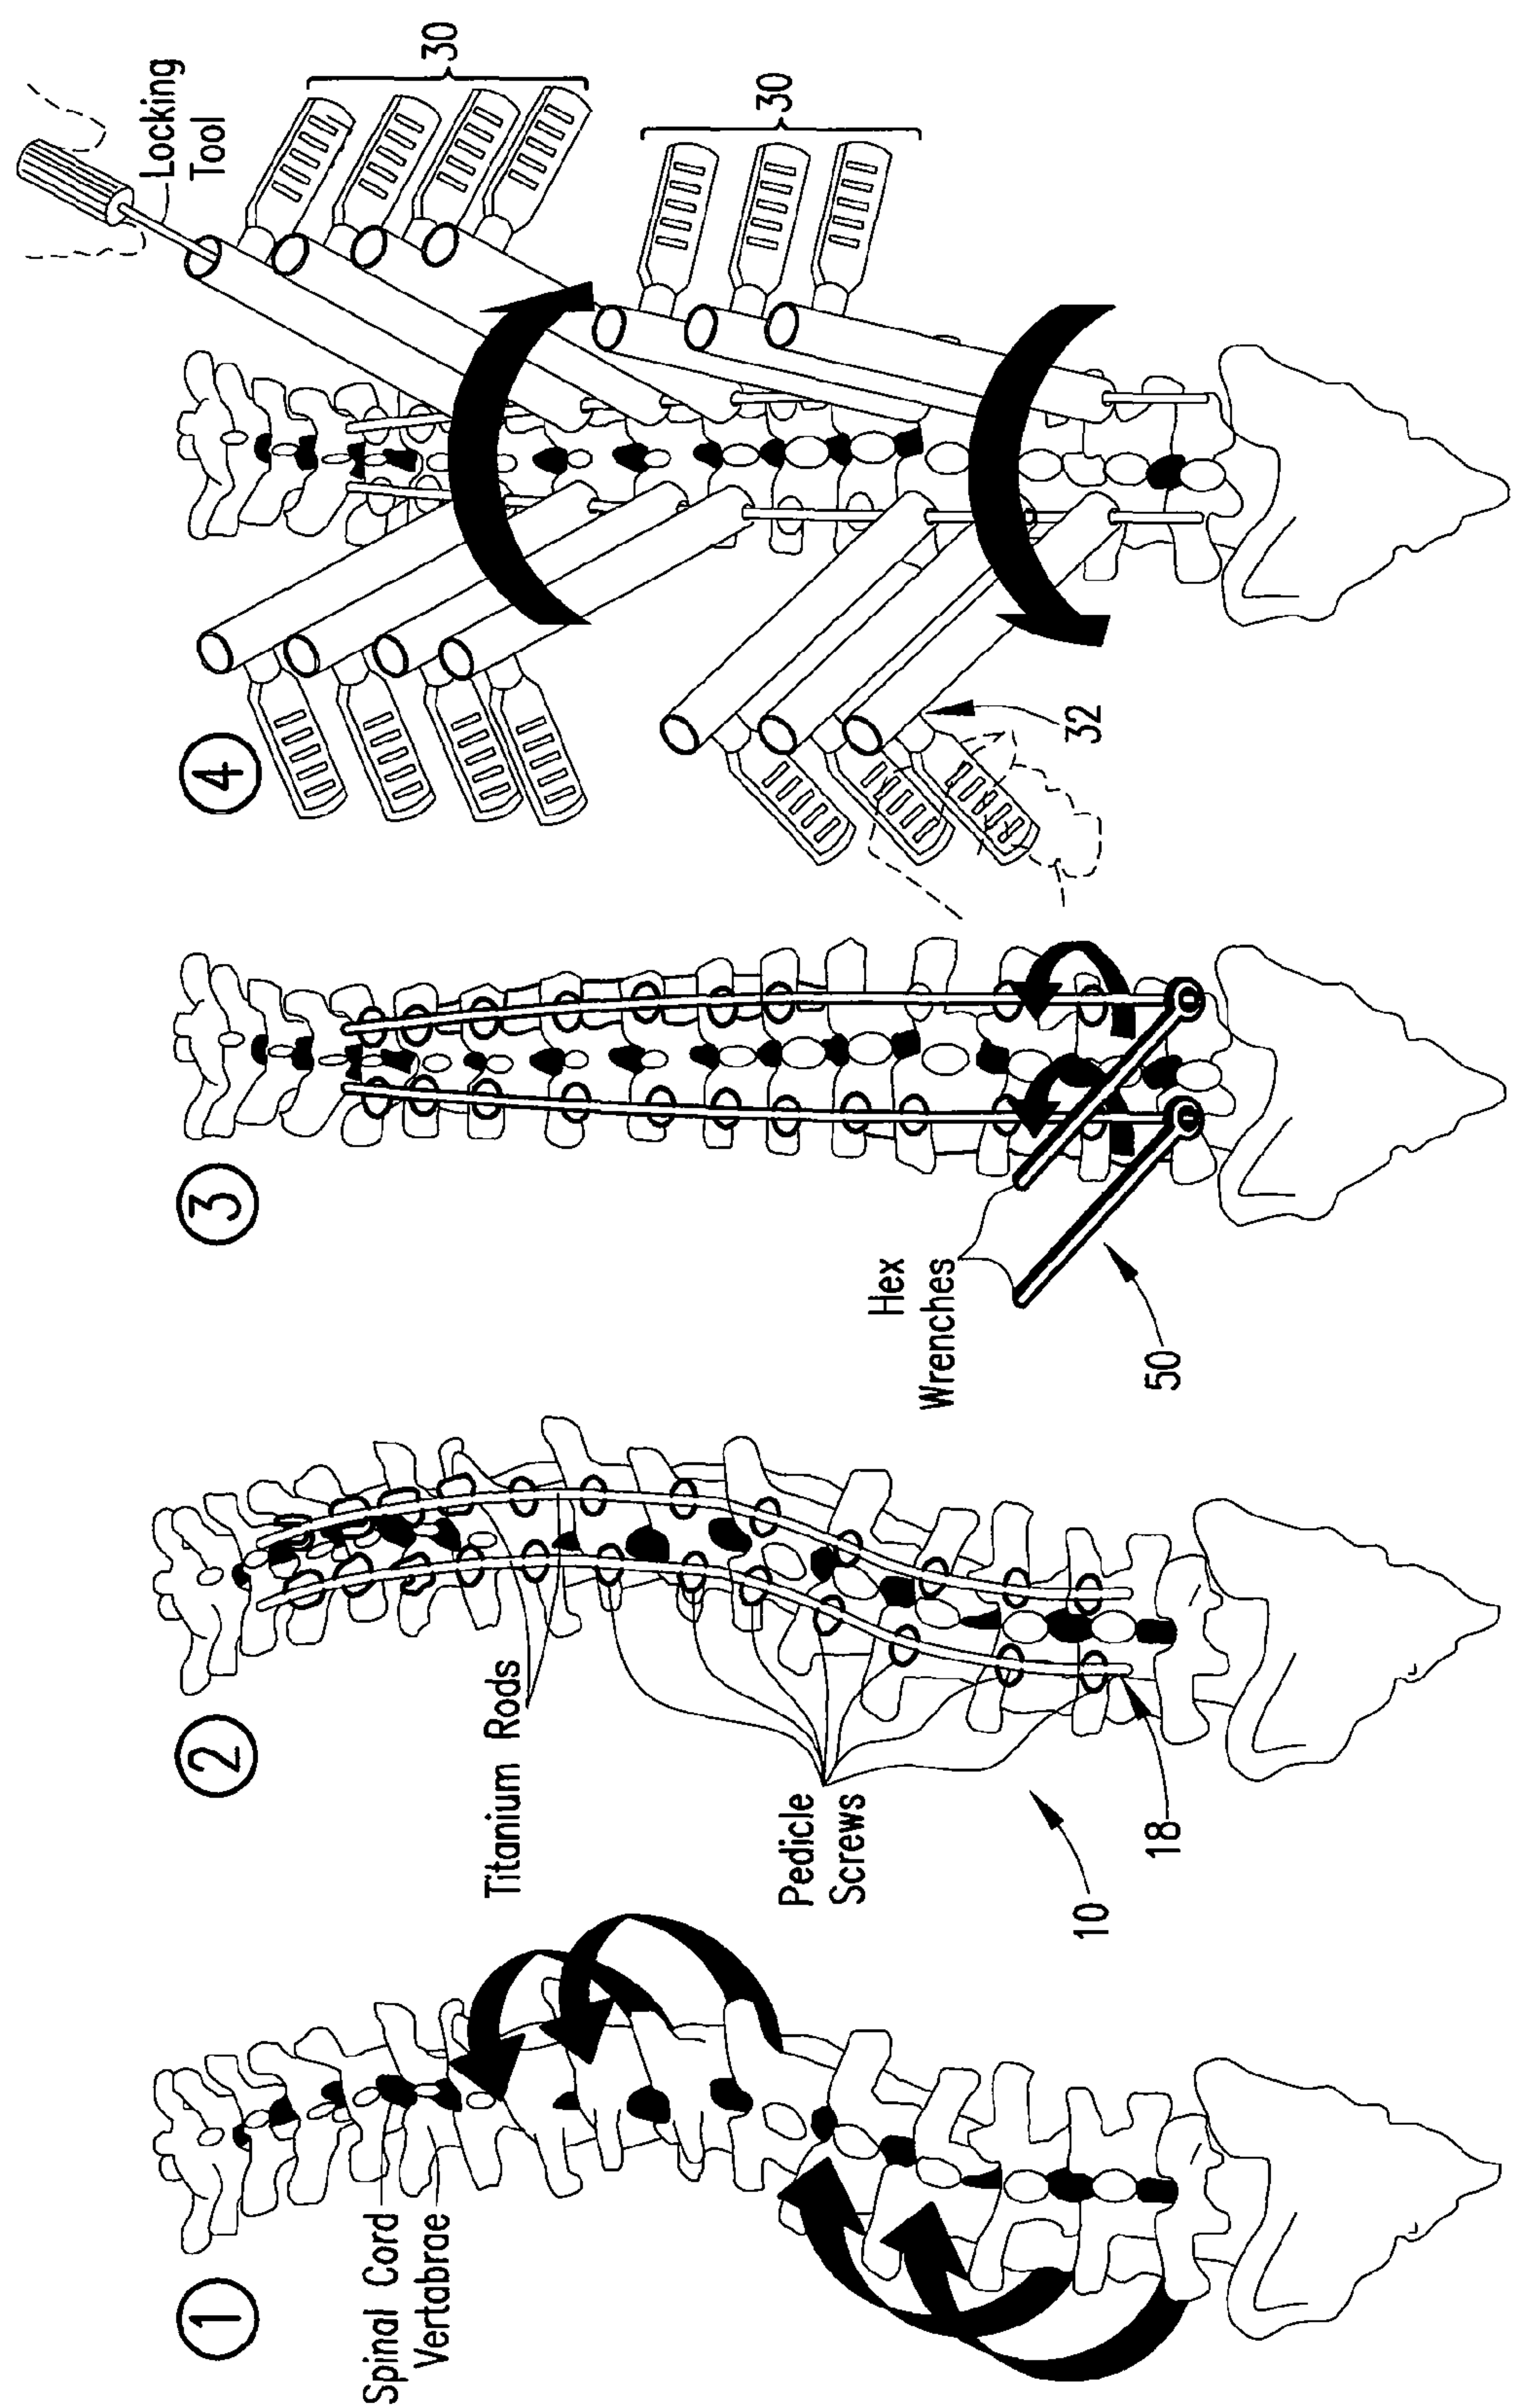 1
Spinal Cord
Vertabrae
2
Titanium Rods
Pedicle
Screws
10
18
3
Hex
Wrenches
50
4
Locking
Tool
30
30
32